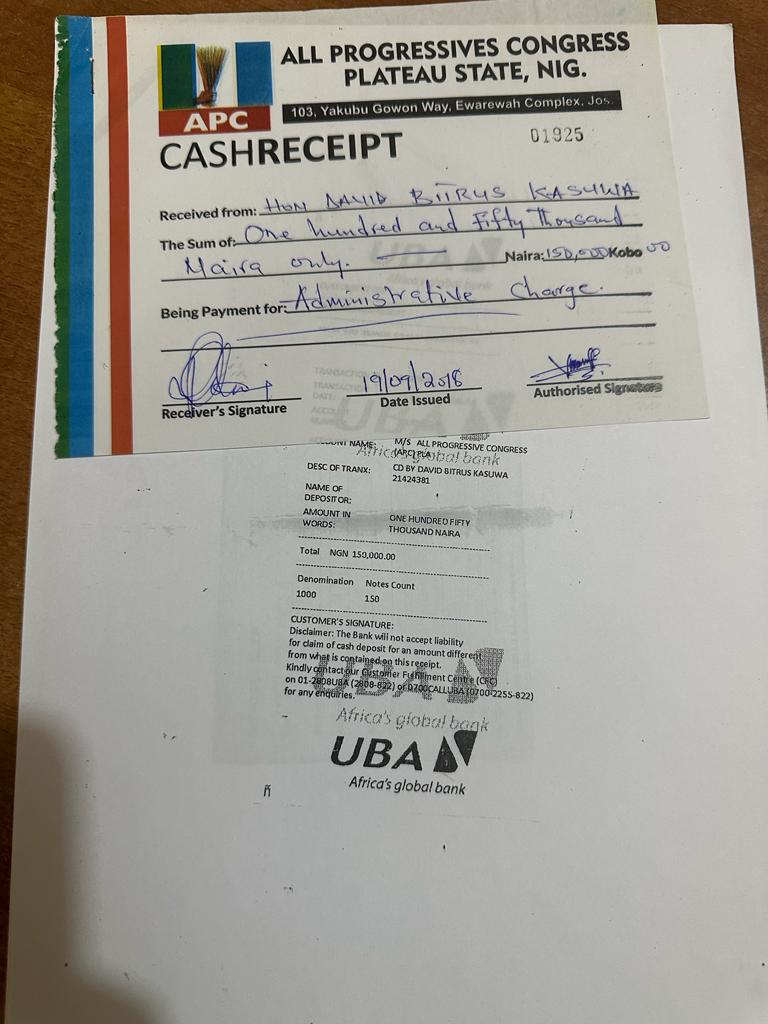 ALL PROGRESSIVES CONGRESS
PLATEAU STATE, NIG.
APC
103, Yakubu Gowon Way, Ewarewah Complex, Jos.
CASHRECEIPT
01925
Received from: HON DAVID BITRUS KASUWA
The Sum of: One hundred and Fifty Thousand
Naira only. Naira: 150,000 Kobo 00
Being Payment for: Administrative Charge.
19/09/2018
Receiver's Signature Date Issued Authorised Signature
UBA
Africa's global bank
NAME: M/S ALL PROGRESSIVE CONGRESS
Africa's global bank
DESC OF TRANX: CD BY DAVID BITRUS KASUWA
21424381
NAME OF
DEPOSITOR:
AMOUNT IN ONE HUNDRED FIFTY
WORDS: THOUSAND NAIRA
Total NGN 150,000.00
Denomination Notes Count
1000 150
CUSTOMER'S SIGNATURE:
Disclaimer: The Bank will not accept liability
for claim of cash deposit for an amount different
from what is contained on this receipt.
Kindly contact our Customer Fulfilment Centre (CFC)
on 01-2808UBA (2808-822) or 0700CALLUBA (0700-2255-822)
for any enquiries.
UBA
Africa's global bank
UBA
Africa's global bank